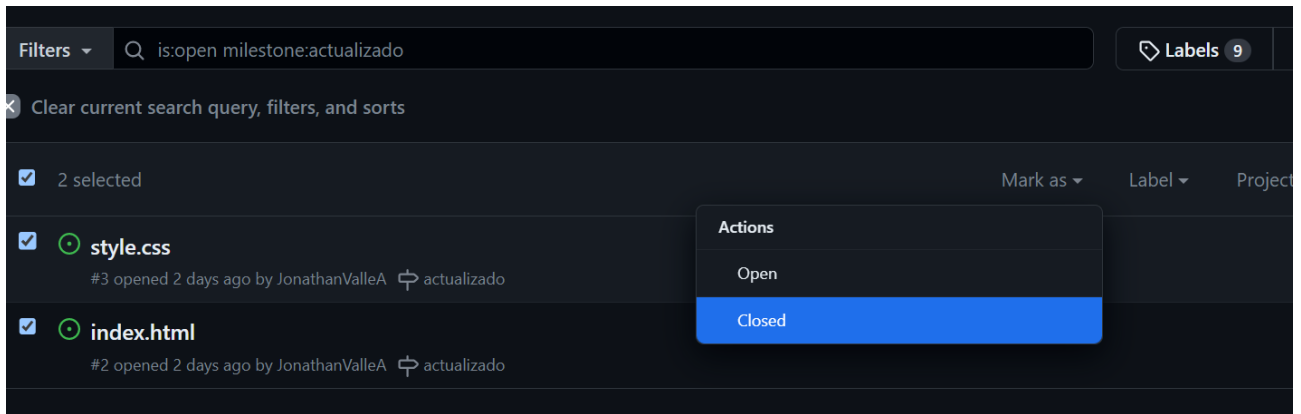 Filters
is:open milestone:actualizado
Labels 9
Clear current search query, filters, and sorts
2 selected
Mark as
Label
Project
Actions
Open
Closed
style.css
#3 opened 2 days ago by JonathanValleA actualizado
index.html
#2 opened 2 days ago by JonathanValleA actualizado